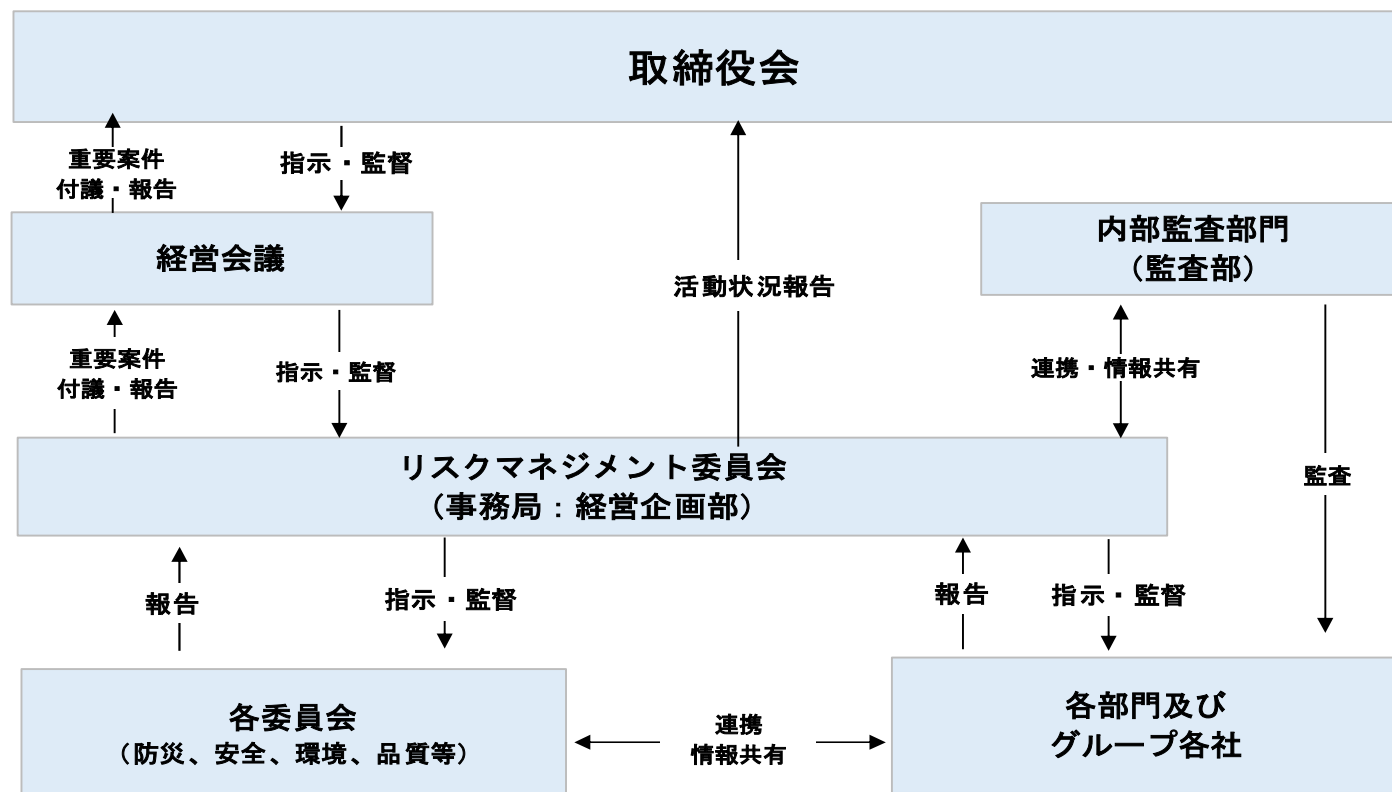 取締役会
重要案件
付議・報告
指示・監督
経営会議
活動状況報告
内部監査部門
（監査部）
重要案件
付議・報告
指示・監督
連携・情報共有
リスクマネジメント委員会
（事務局：経営企画部）
監査
報告
指示・監督
報告
指示・監督
各委員会
（防災、安全、環境、品質等）
連携
情報共有
各部門及び
グループ各社